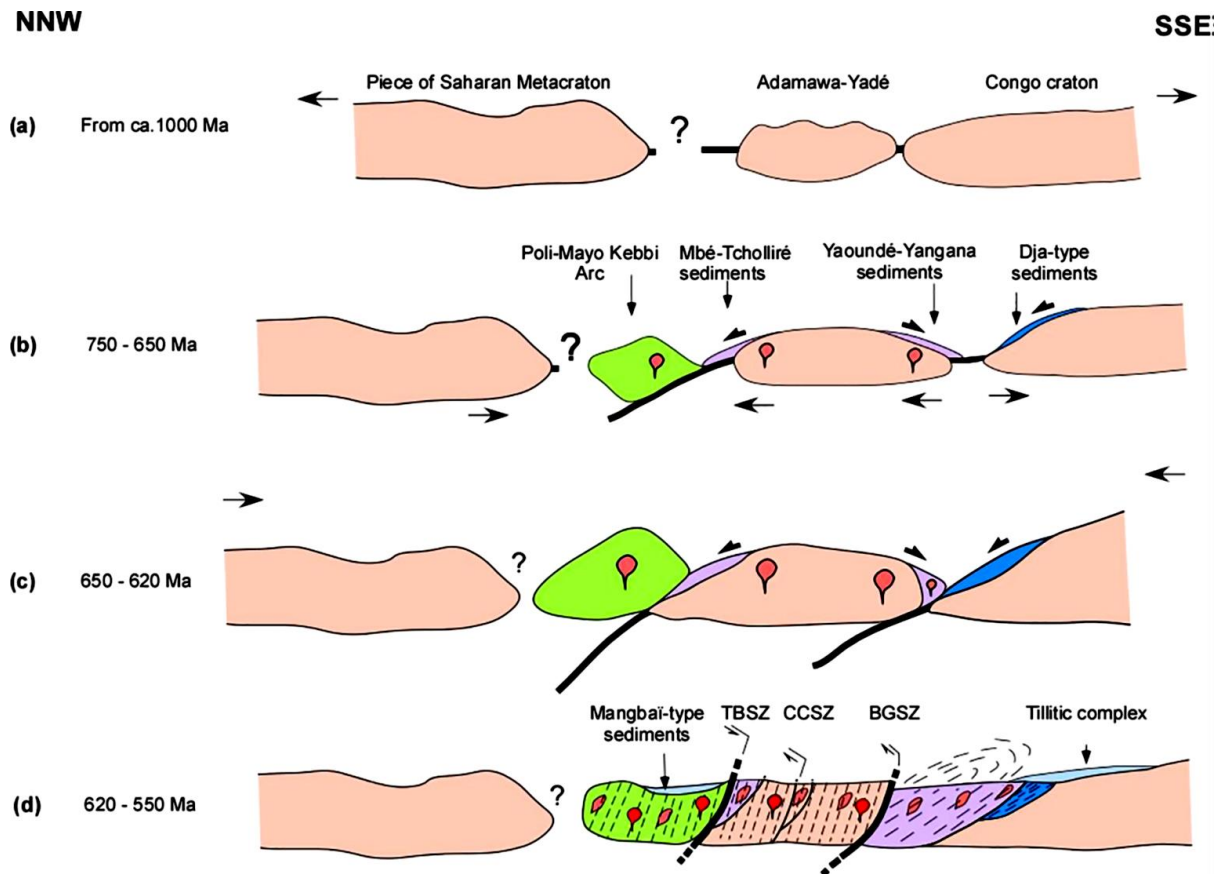 NNW
SSE
Piece of Saharan Metacraton
Adamawa-Yadé
Congo craton
(a) From ca.1000 Ma
?
Poli-Mayo Kebbi
Arc
Mbé-Tcholliré
sediments
Yaoundé-Yangana
sediments
Dja-type
sediments
(b) 750 - 650 Ma
?
(c) 650 - 620 Ma
?
Mangbaï-type
sediments
TBSZ
CCSZ
BGSZ
Tillitic complex
(d) 620 - 550 Ma
?